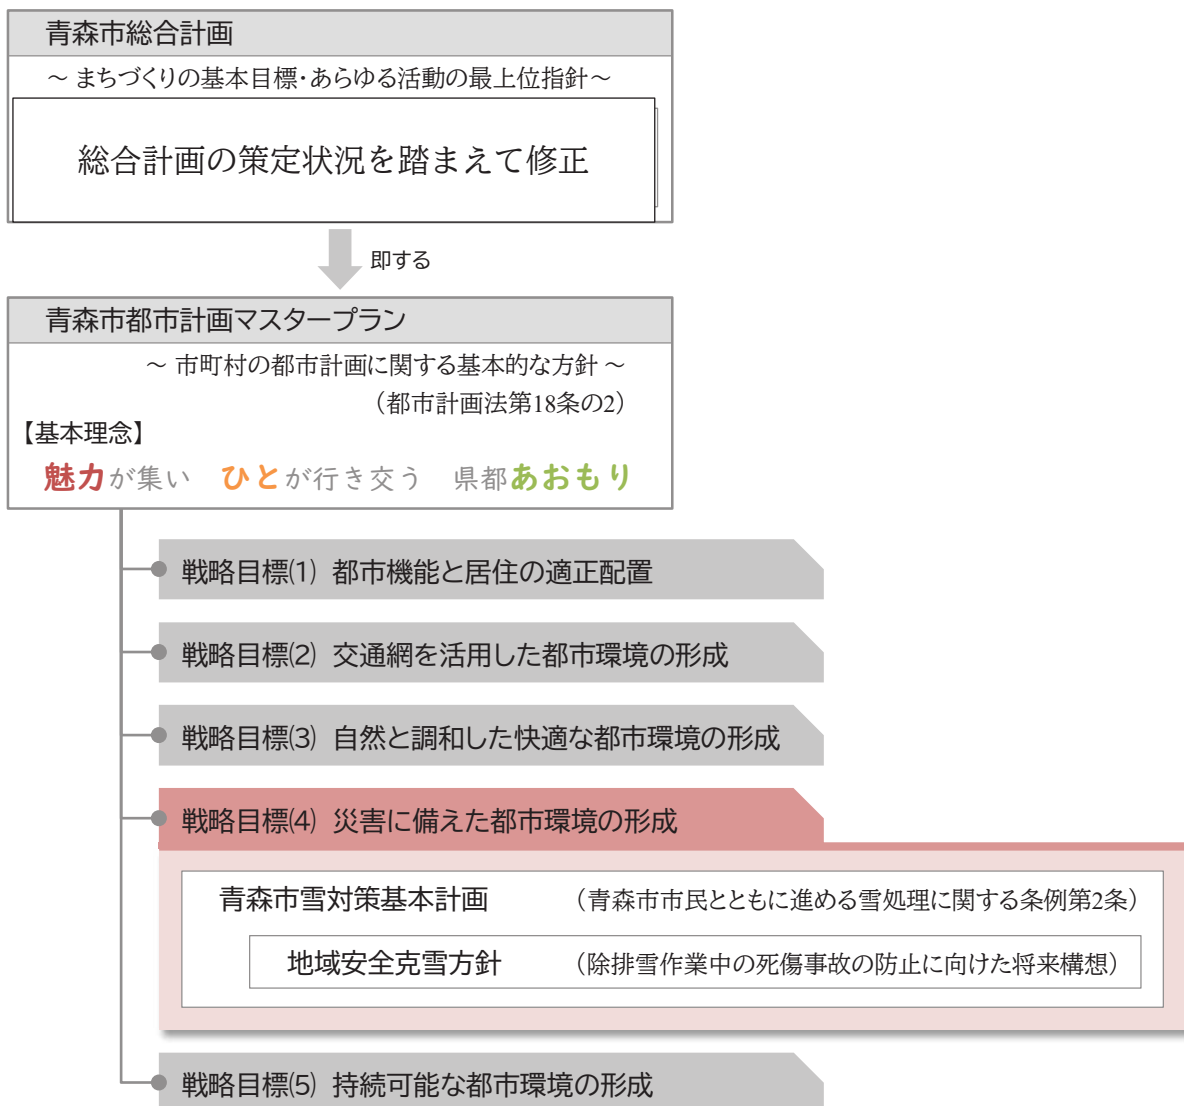 青森市総合計画
～ まちづくりの基本目標・あらゆる活動の最上位指針～
総合計画の策定状況を踏まえて修正
即する
青森市都市計画マスタープラン
～ 市町村の都市計画に関する基本的な方針 ～
（都市計画法第18条の2）
【基本理念】
魅力が集い　ひとが行き交う　県都あおもり
戦略目標⑴ 都市機能と居住の適正配置
戦略目標⑵ 交通網を活用した都市環境の形成
戦略目標⑶ 自然と調和した快適な都市環境の形成
戦略目標⑷ 災害に備えた都市環境の形成
青森市雪対策基本計画　（青森市市民とともに進める雪処理に関する条例第2条）
地域安全克雪方針　（除排雪作業中の死傷事故の防止に向けた将来構想）
戦略目標⑸ 持続可能な都市環境の形成